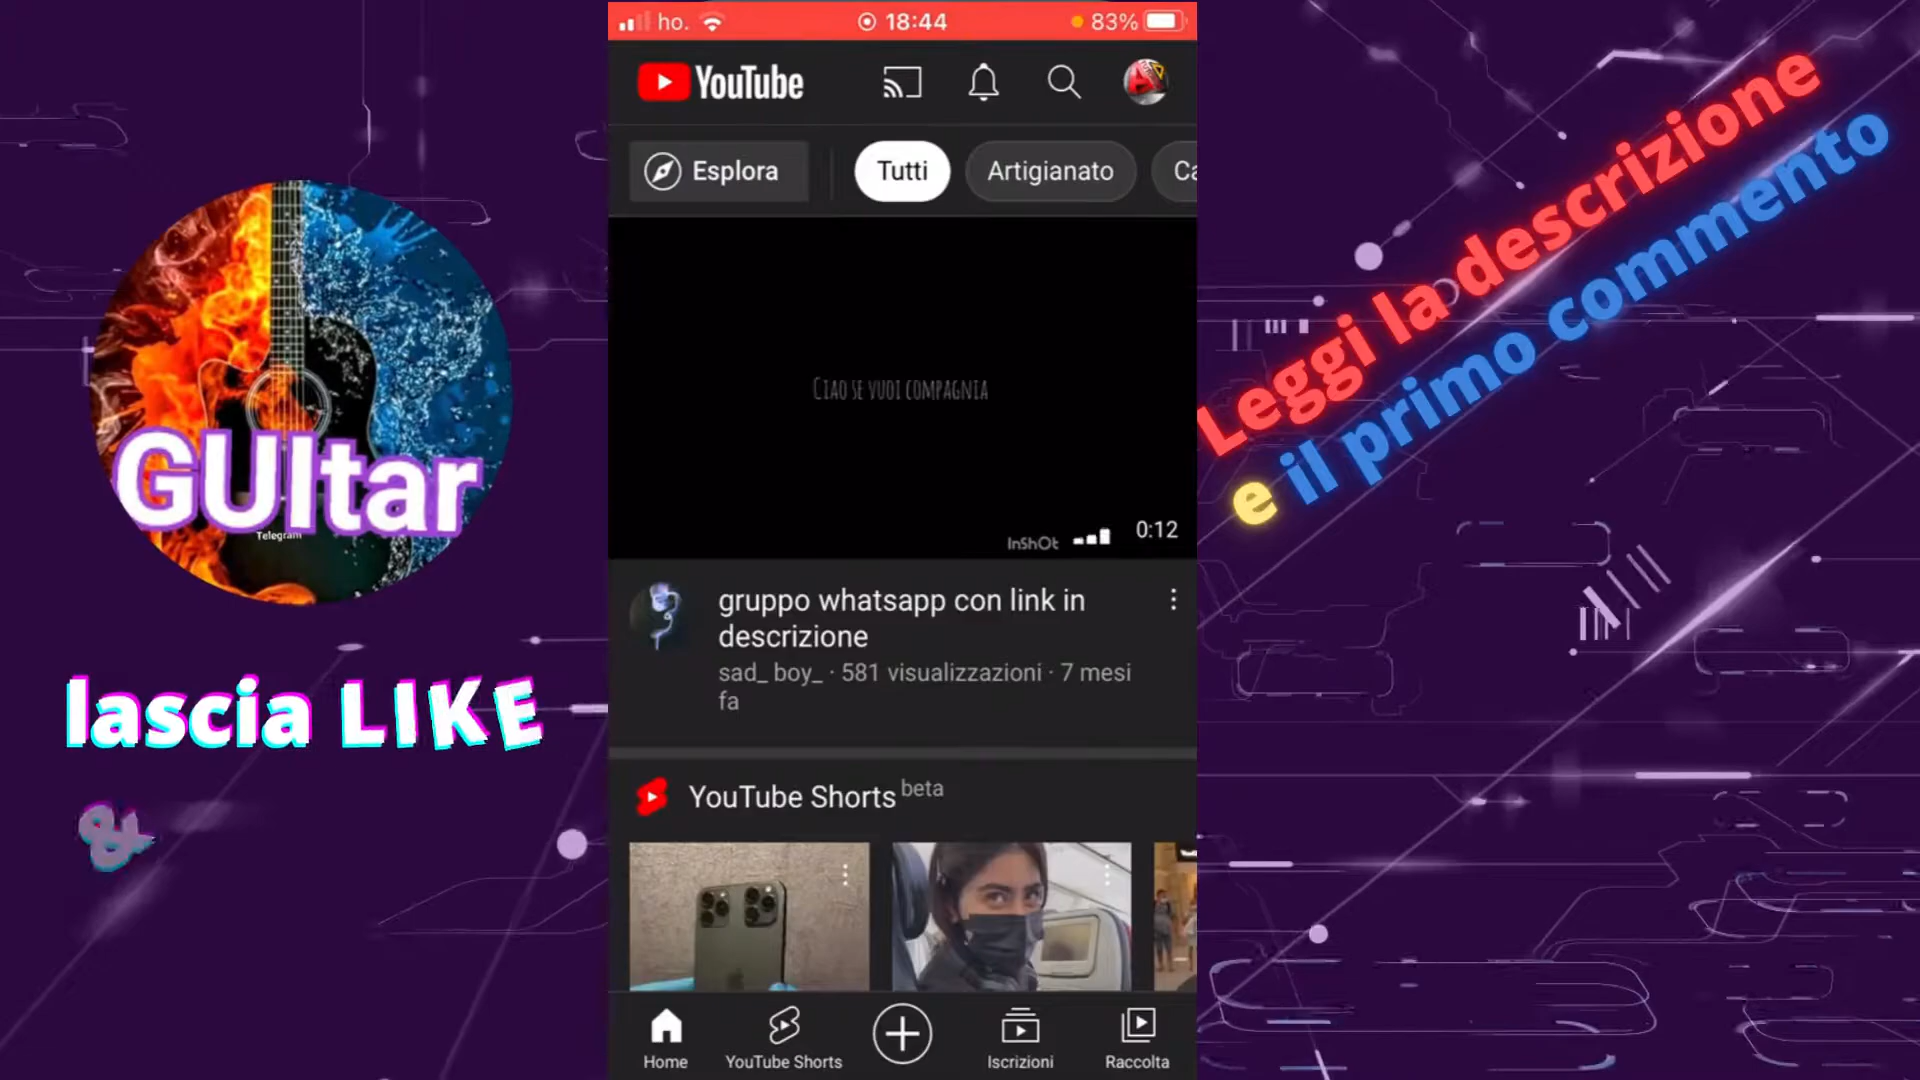 ho.
18:44
83%
YouTube
Esplora
Tutti
Artigianato
Ca
CIAO SE VUOI COMPAGNIA
InShOt
0:12
gruppo whatsapp con link in
descrizione
sad_ boy_ · 581 visualizzazioni · 7 mesi
fa
YouTube Shorts beta
Home
YouTube Shorts
Iscrizioni
Raccolta
GUItar
Telegram
lascia LIKE
&
Leggi la descrizione
e il primo commento